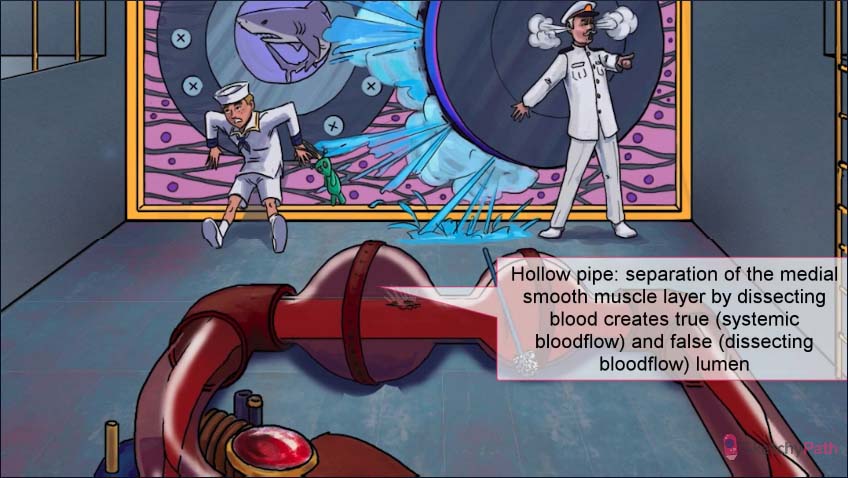 Hollow pipe: separation of the medial
smooth muscle layer by dissecting
blood creates true (systemic
bloodflow) and false (dissecting
bloodflow) lumen
SketchyPath